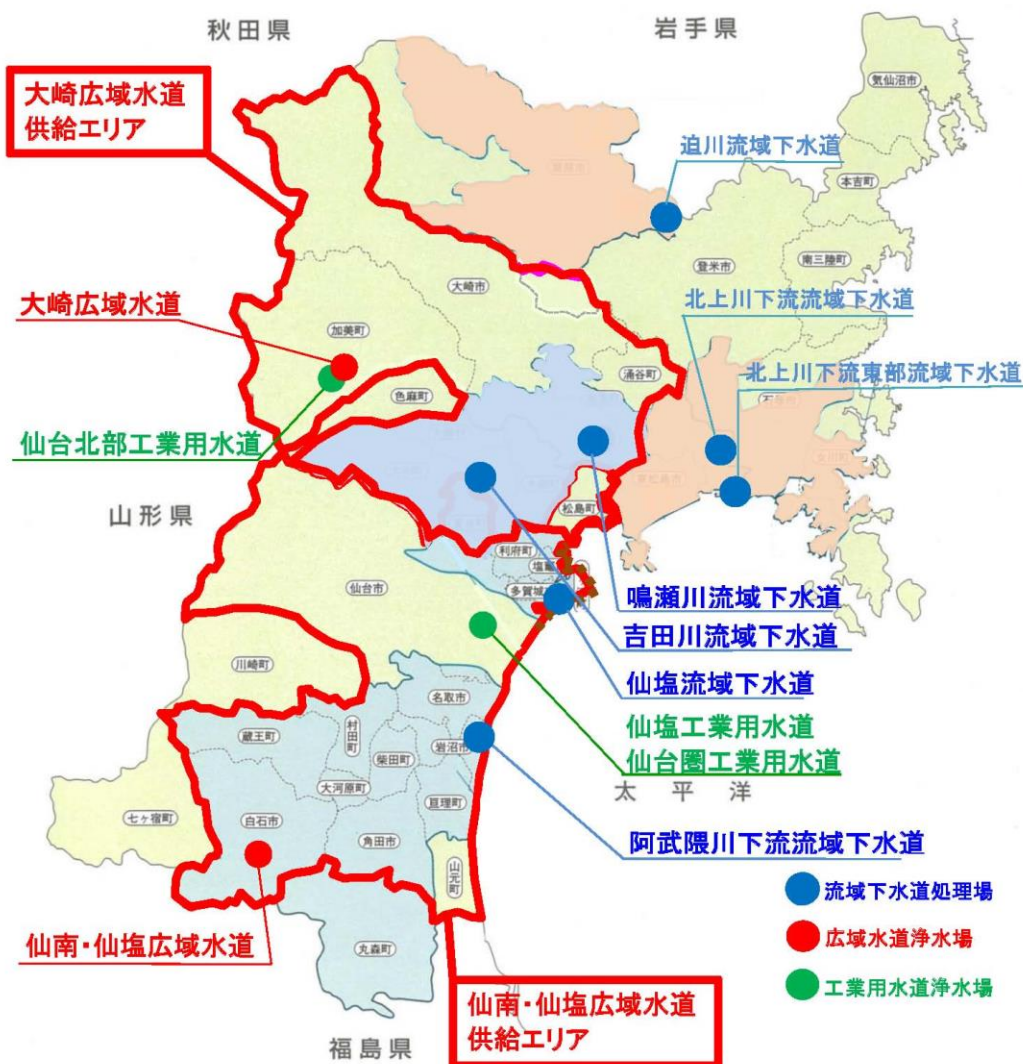 秋田県
岩手県
大崎広域水道
供給エリア
気仙沼市
迫川流域下水道
本吉町
登米市
南三陸町
大崎市
北上川下流流域下水道
大崎広域水道
加美町
涌谷町
北上川下流東部流域下水道
色麻町
仙台北部工業用水道
山形県
松島町
利府町
仙台市
多賀城
鳴瀬川流域下水道
吉田川流域下水道
川崎町
仙塩流域下水道
名取市
蔵王町
村田町
柴田町
岩沼市
仙塩工業用水道
仙台圏工業用水道
大河原町
亘理町
太平洋
七ヶ宿町
白石市
角田市
阿武隈川下流流域下水道
山元町
流域下水道処理場
広域水道浄水場
仙南・仙塩広域水道
丸森町
工業用水道浄水場
仙南・仙塩広域水道
供給エリア
福島県